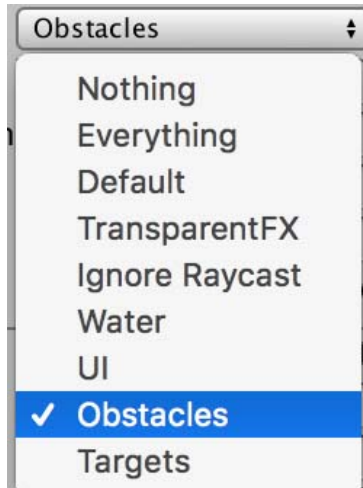 Obstacles
Nothing
Everything
Default
TransparentFX
Ignore Raycast
Water
UI
Obstacles
Targets